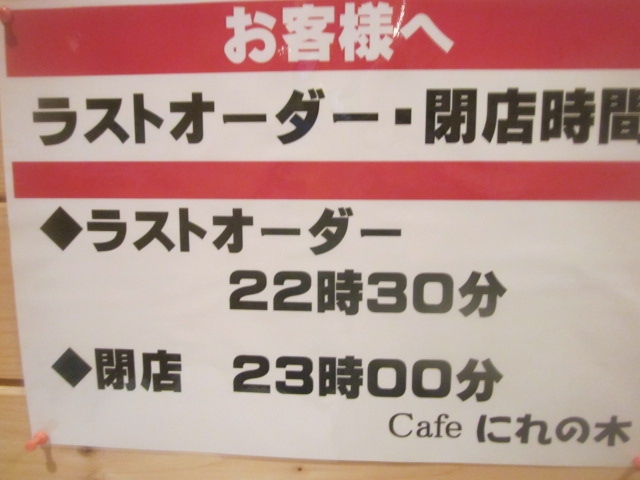 お客様へ
ラストオーダー・閉店時間
◆ラストオーダー
22時30分
◆閉店 23時00分
Cafe にれの木